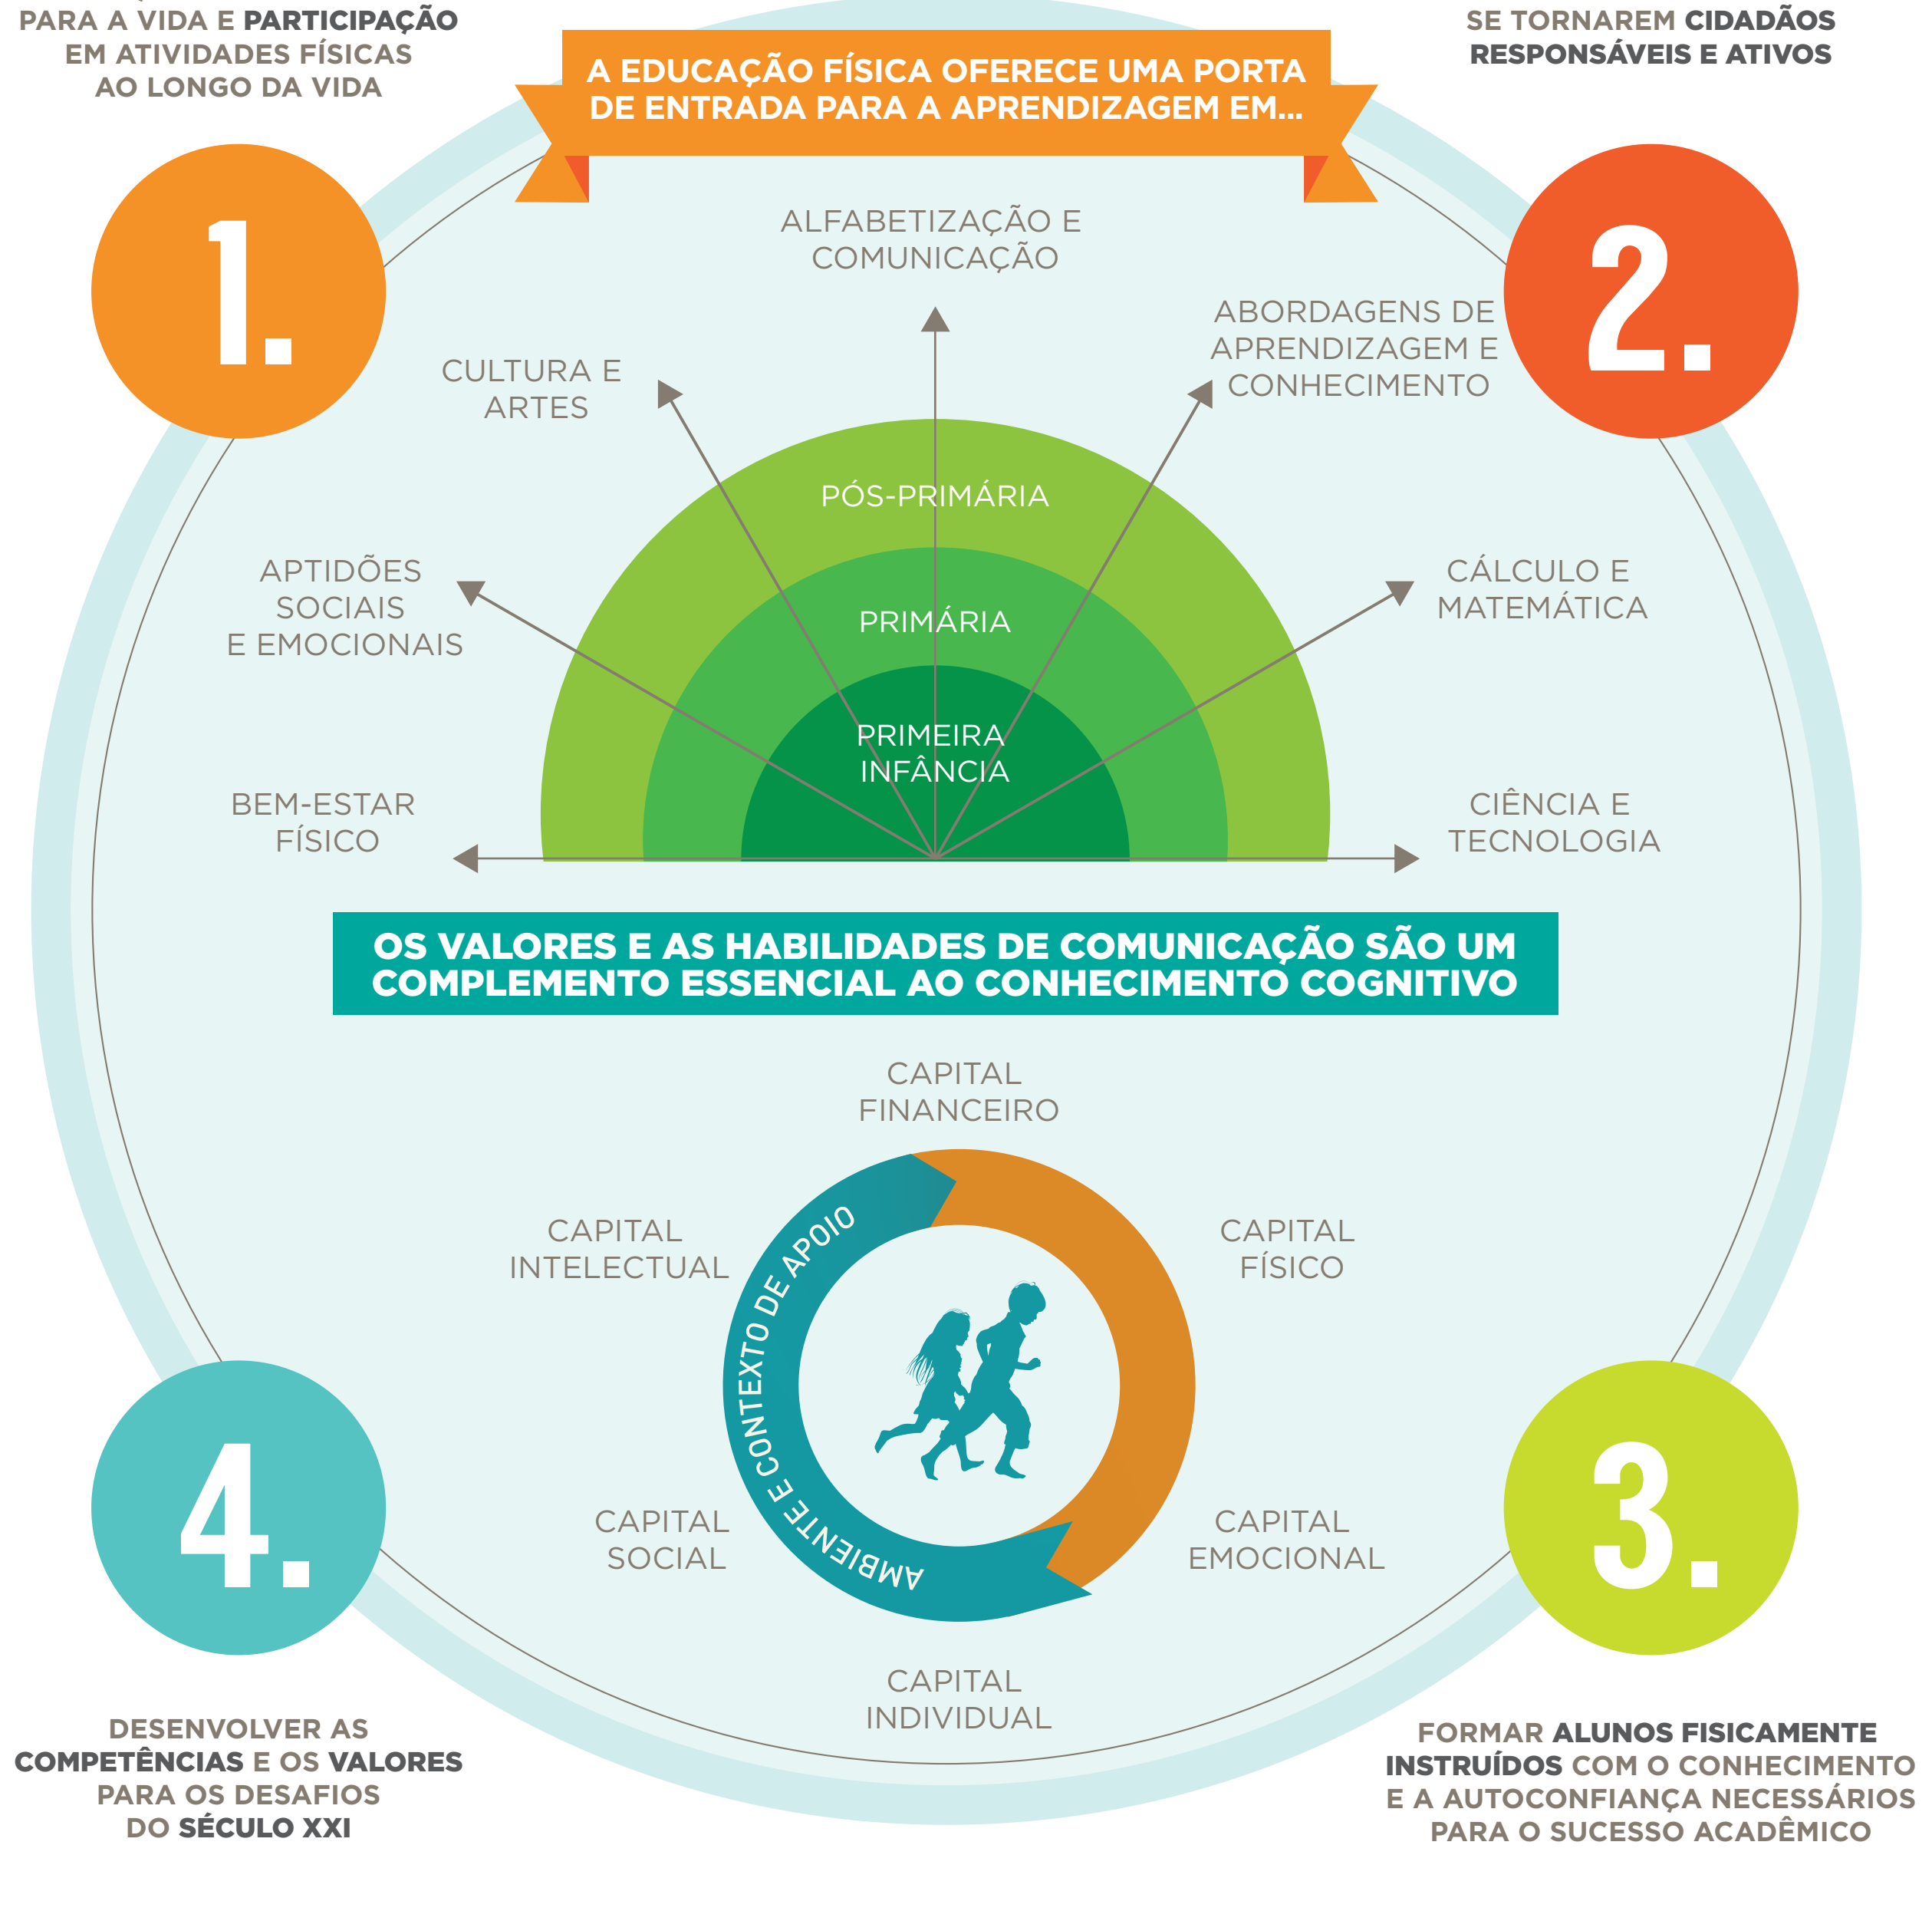 PARA A VIDA E PARTICIPAÇÃO
EM ATIVIDADES FÍSICAS
AO LONGO DA VIDA
SE TORNAREM CIDADÃOS
RESPONSÁVEIS E ATIVOS
A EDUCAÇÃO FÍSICA OFERECE UMA PORTA
DE ENTRADA PARA A APRENDIZAGEM EM...
1.
2.
ALFABETIZAÇÃO E
COMUNICAÇÃO
CULTURA E
ARTES
ABORDAGENS DE
APRENDIZAGEM E
CONHECIMENTO
APTIDÕES
SOCIAIS
E EMOCIONAIS
CÁLCULO E
MATEMÁTICA
BEM-ESTAR
FÍSICO
CIÊNCIA E
TECNOLOGIA
PÓS-PRIMÁRIA
PRIMÁRIA
PRIMEIRA
INFÂNCIA
OS VALORES E AS HABILIDADES DE COMUNICAÇÃO SÃO UM
COMPLEMENTO ESSENCIAL AO CONHECIMENTO COGNITIVO
CAPITAL
FINANCEIRO
CAPITAL
INTELECTUAL
CAPITAL
FÍSICO
AMBIENTE E CONTEXTO DE APOIO
CAPITAL
SOCIAL
CAPITAL
EMOCIONAL
CAPITAL
INDIVIDUAL
4.
3.
DESENVOLVER AS
COMPETÊNCIAS E OS VALORES
PARA OS DESAFIOS
DO SÉCULO XXI
FORMAR ALUNOS FISICAMENTE
INSTRUÍDOS COM O CONHECIMENTO
E A AUTOCONFIANÇA NECESSÁRIOS
PARA O SUCESSO ACADÊMICO